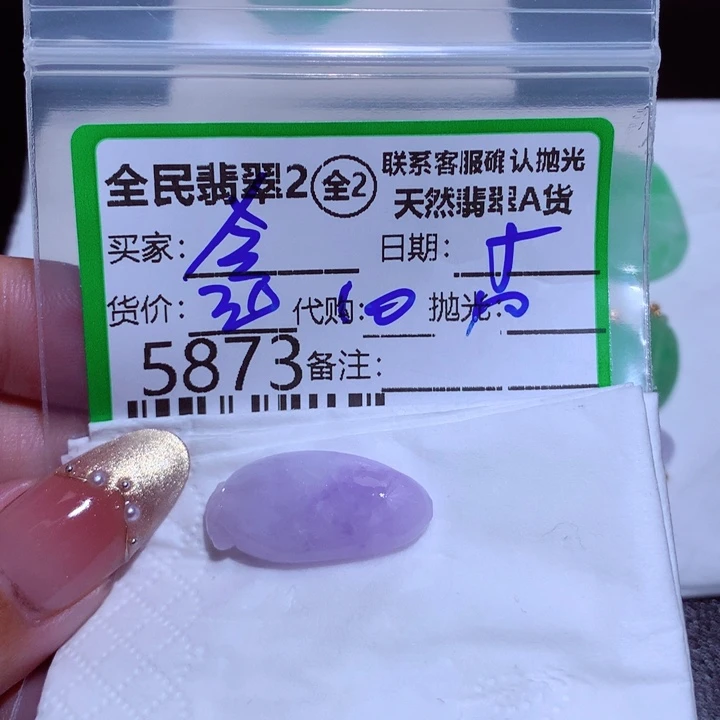 全民翡翠2 全2 联系客服确认抛光
天然翡翠A货
买家: 日期:
货价: 代购: 抛光:
5873 备注: